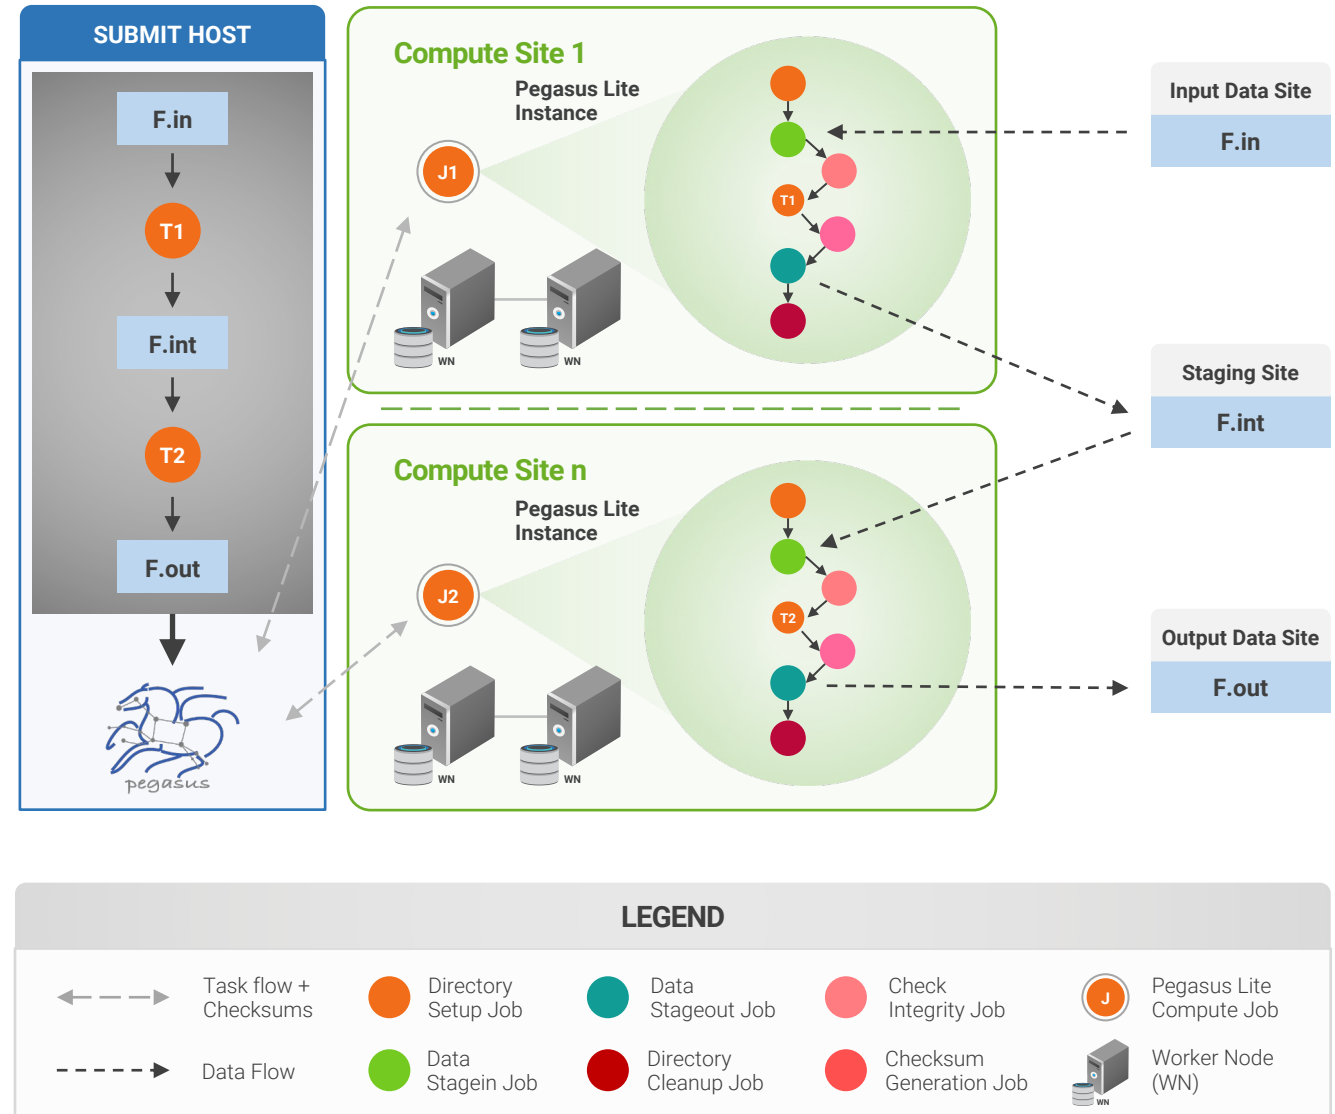 SUBMIT HOST
F.in
T1
F.int
T2
F.out
pegasus
Compute Site 1
Pegasus Lite
Instance
J1
WN
WN
T1
Compute Site n
Pegasus Lite
Instance
J2
WN
WN
T2
Input Data Site
F.in
Staging Site
F.int
Output Data Site
F.out
LEGEND
Task flow +
Checksums
Directory
Setup Job
Data
Stageout Job
Check
Integrity Job
J
Pegasus Lite
Compute Job
Data Flow
Data
Stagein Job
Directory
Cleanup Job
Checksum
Generation Job
WN
Worker Node
(WN)